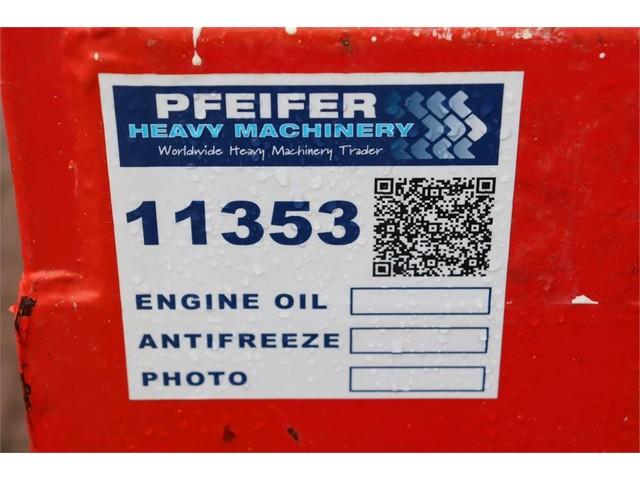 PFEIFER
HEAVY MACHINERY
Worldwide Heavy Machinery Trader
11353
ENGINE OIL
ANTIFREEZE
PHOTO